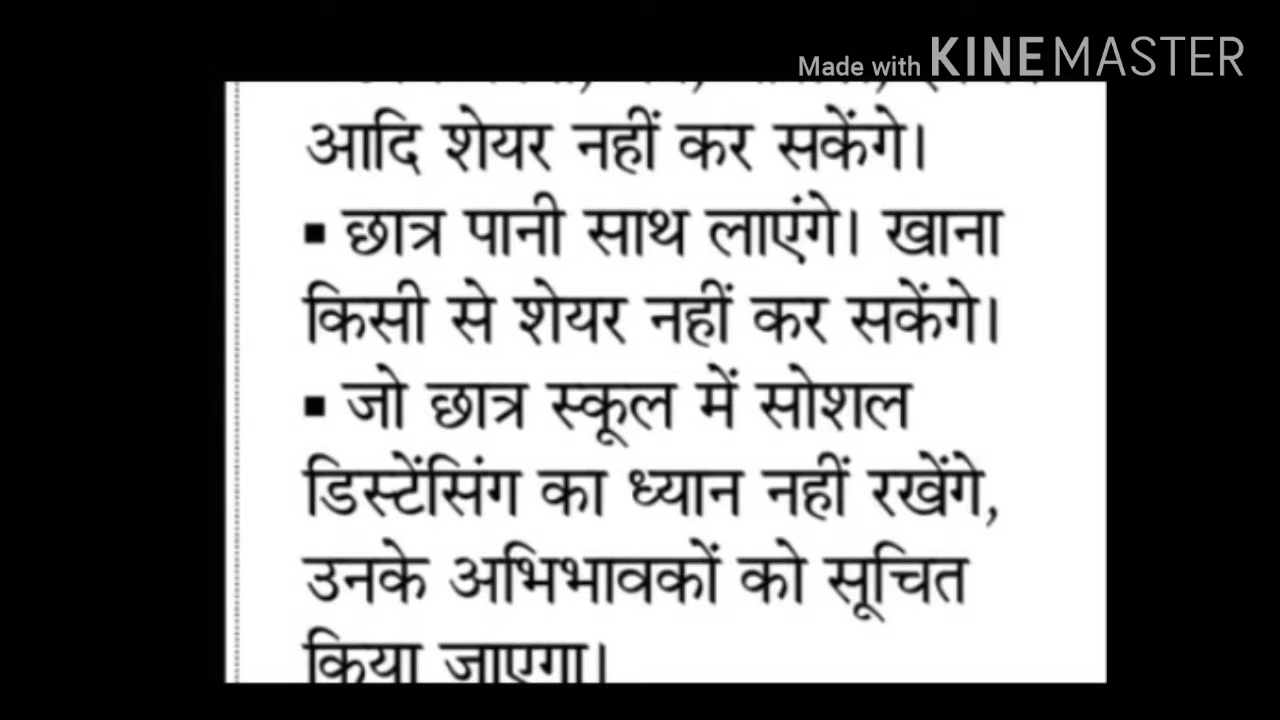 Made with KINEMASTER
आदि शेयर नहीं कर सकेंगे।
▪ छात्र पानी साथ लाएंगे। खाना
किसी से शेयर नहीं कर सकेंगे।
▪ जो छात्र स्कूल में सोशल
डिस्टेंसिंग का ध्यान नहीं रखेंगे,
उनके अभिभावकों को सूचित
किया जाएगा।